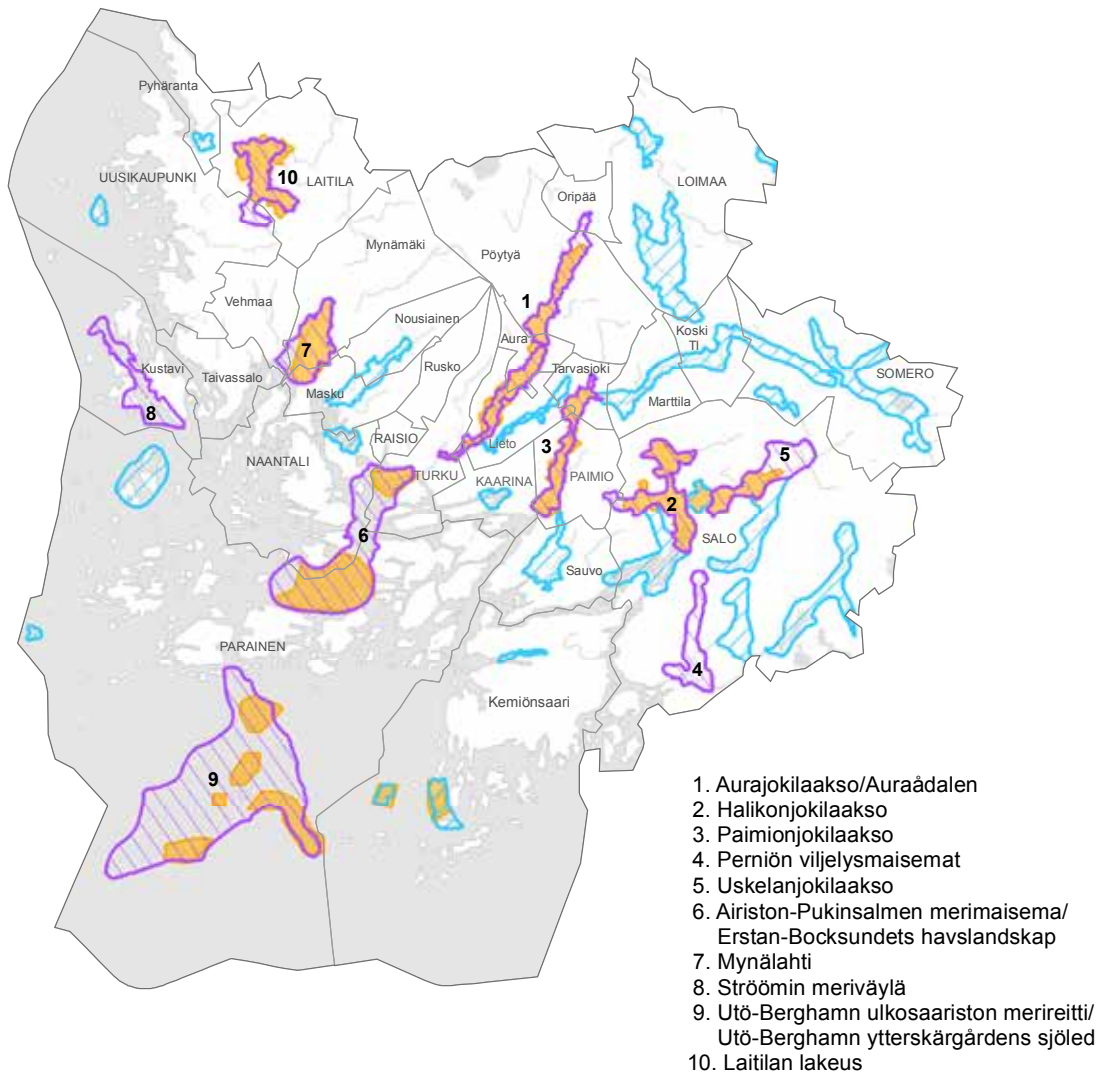 Pyhäranta
UUSIKAUPUNKI
10
LAITILA
Oripää
LOIMAA
Mynämäki
Pöytyä
Vehmaa
1
Nousiainen
Aura
Koski
Tl
7
Kustavi
Taivassalo
Rusko
Tarvasjoki
SOMERO
Masku
Marttila
8
RAISIO
Lieto
3
5
NAANTALI
TURKU
KAARINA
PAIMIO
2
6
SALO
Sauvo
PARAINEN
4
Kemiönsaari
9
1. Aurajokilaakso/Auraådalen
2. Halikonjokilaakso
3. Paimionjokilaakso
4. Perniön viljelysmaisemat
5. Uskelanjokilaakso
6. Airiston-Pukinsalmen merimaisema/
Erstan-Bocksundets havslandskap
7. Mynälahti
8. Ströömin meriväylä
9. Utö-Berghamn ulkosaariston merireitti/
Utö-Berghamn ytterskärgårdens sjöled
10. Laitilan lakeus